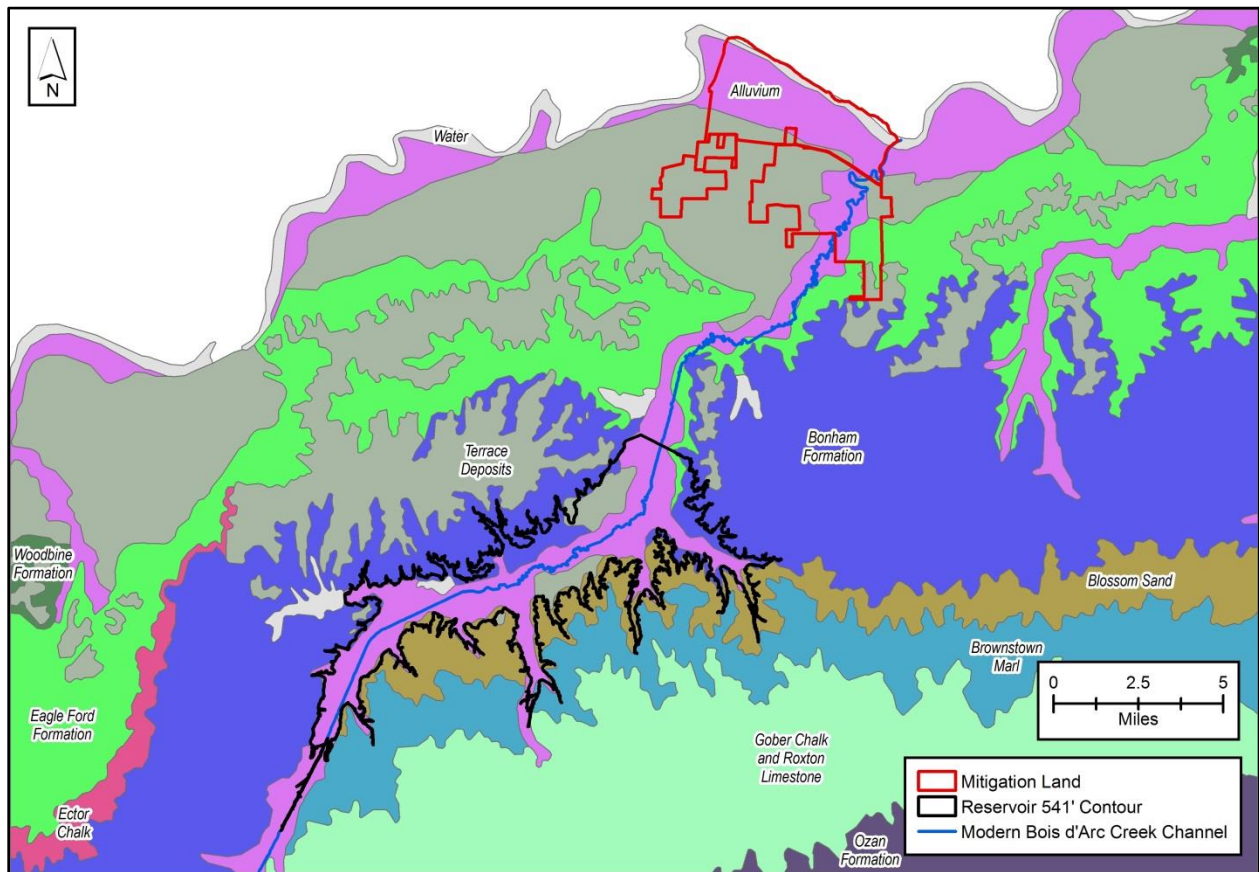 N
Alluvium
Water
Terrace
Deposits
Bonham
Formation
Woodbine
Formation
Blossom Sand
Brownstown
Marl
Eagle Ford
Formation
Gober Chalk
and Roxton
Limestone
Ector
Chalk
Ozan
Formation
0 2.5 5
Miles
Mitigation Land
Reservoir 541' Contour
Modern Bois d'Arc Creek Channel